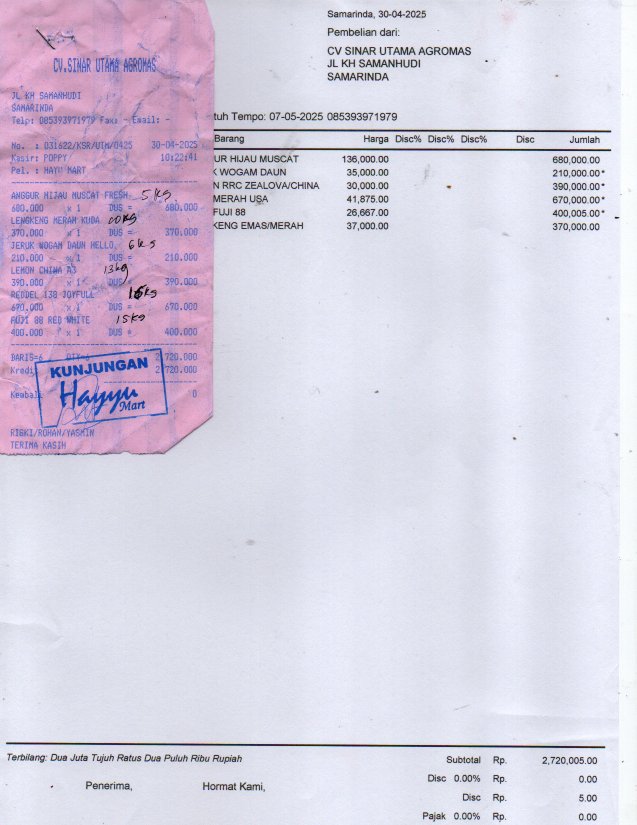 CV.SINAR UTAMA AGROMAS
JL KH SAMANHUDI
SAMARINDA
Telp: 085393971979 Fax: - Email: -
No. : 031622/KSR/UTM/0425 30-04-2025
Kasir: POPPY 10:22:41
Pel. : MAYU MART
ANGGUR HIJAU MUSCAT FRESH 5 KG
680.000 x 1 DUS = 680.000
LENGKENG MERAH KUDA 10 KG
370.000 x 1 DUS = 370.000
JERUK WOGAM DAUN HELLO 6 KG
210.000 x 1 DUS = 210.000
LEMON CHINA A3 13 kg
390.000 x 1 DUS = 390.000
REDDEL 138 JOYFULL 16 KG
670.000 x 1 DUS = 670.000
FUJI 88 RED WHITE 15 KG
400.000 x 1 DUS = 400.000
BARIS=6 QTY=6 2.720.000
Kredit 2.720.000
Kembali 0
KUNJUNGAN
Hayyu
Mart
RISKI/ROHAN/YASMIN
TERIMA KASIH
Samarinda, 30-04-2025
Pembelian dari:
CV SINAR UTAMA AGROMAS
JL KH SAMANHUDI
SAMARINDA
tuh Tempo: 07-05-2025 085393971979
Barang Harga Disc% Disc% Disc% Disc Jumlah
UR HIJAU MUSCAT 136,000.00 680,000.00
K WOGAM DAUN 35,000.00 210,000.00*
N RRC ZEALOVA/CHINA 30,000.00 390,000.00*
MERAH USA 41,875.00 670,000.00*
FUJI 88 26,667.00 400,005.00*
KENG EMAS/MERAH 37,000.00 370,000.00
Terbilang: Dua Juta Tujuh Ratus Dua Puluh Ribu Rupiah
Subtotal Rp. 2,720,005.00
Disc 0.00% Rp. 0.00
Penerima, Hormat Kami,
Disc Rp. 5.00
Pajak 0.00% Rp. 0.00